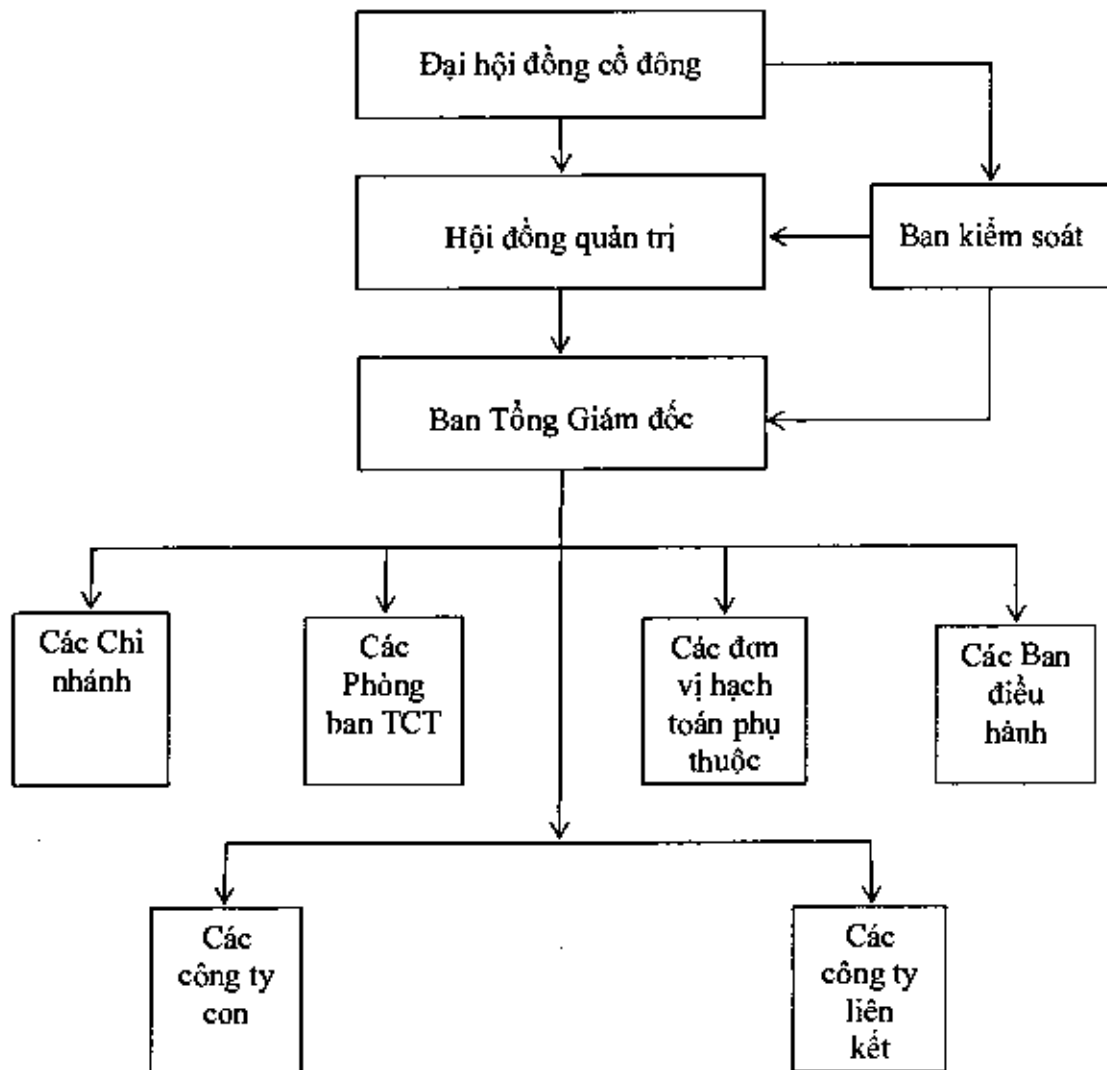 Đại hội đồng cổ đông
Hội đồng quản trị
Ban kiểm soát
Ban Tổng Giám đốc
Các Chi
nhánh
Các
Phòng
ban TCT
Các đơn
vị hạch
toán phụ
thuộc
Các Ban
điều
hành
Các
công ty
con
Các
công ty
liên
kết